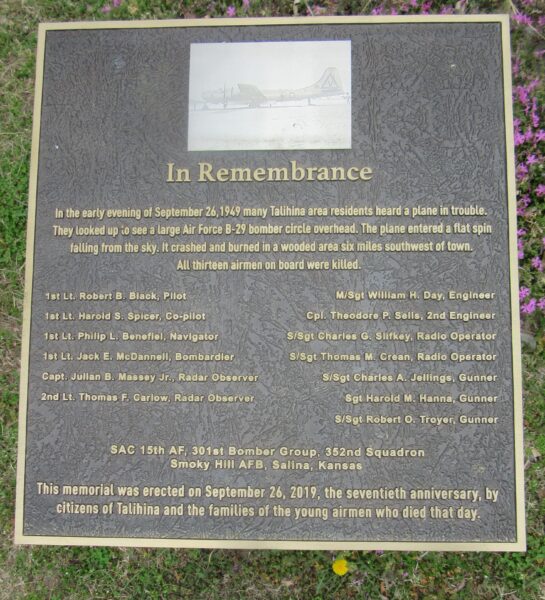 In Remembrance
In the early evening of September 26,1949 many Talihina area residents heard a plane in trouble.
They looked up to see a large Air Force B-29 bomber circle overhead. The plane entered a flat spin
falling from the sky. It crashed and burned in a wooded area six miles southwest of town.
All thirteen airmen on board were killed.
1st Lt. Robert B. Black, Pilot
1st Lt. Harold S. Spicer, Co-pilot
1st Lt. Philip L. Benefiel, Navigator
1st Lt. Jack E. McDannell, Bombardier
Capt. Julian B. Massey Jr., Radar Observer
2nd Lt. Thomas F. Carlow, Radar Observer
M/Sgt William H. Day, Engineer
Cpl. Theodore P. Sells, 2nd Engineer
S/Sgt Charles G. Slifkey, Radio Operator
S/Sgt Thomas M. Crean, Radio Operator
S/Sgt Charles A. Jellings, Gunner
Sgt Harold M. Hanna, Gunner
S/Sgt Robert O. Troyer, Gunner
SAC 15th AF, 301st Bomber Group, 352nd Squadron
Smoky Hill AFB, Salina, Kansas
This memorial was erected on September 26, 2019, the seventieth anniversary, by
citizens of Talihina and the families of the young airmen who died that day.